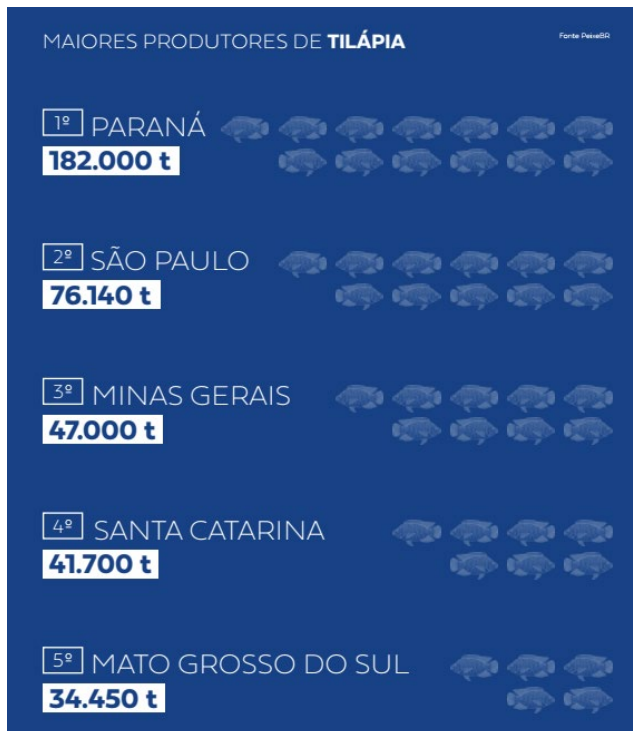 MAIORES PRODUTORES DE TILÁPIA
Fonte PeixeBR
1º PARANÁ
182.000 t
2º SÃO PAULO
76.140 t
3º MINAS GERAIS
47.000 t
4º SANTA CATARINA
41.700 t
5º MATO GROSSO DO SUL
34.450 t